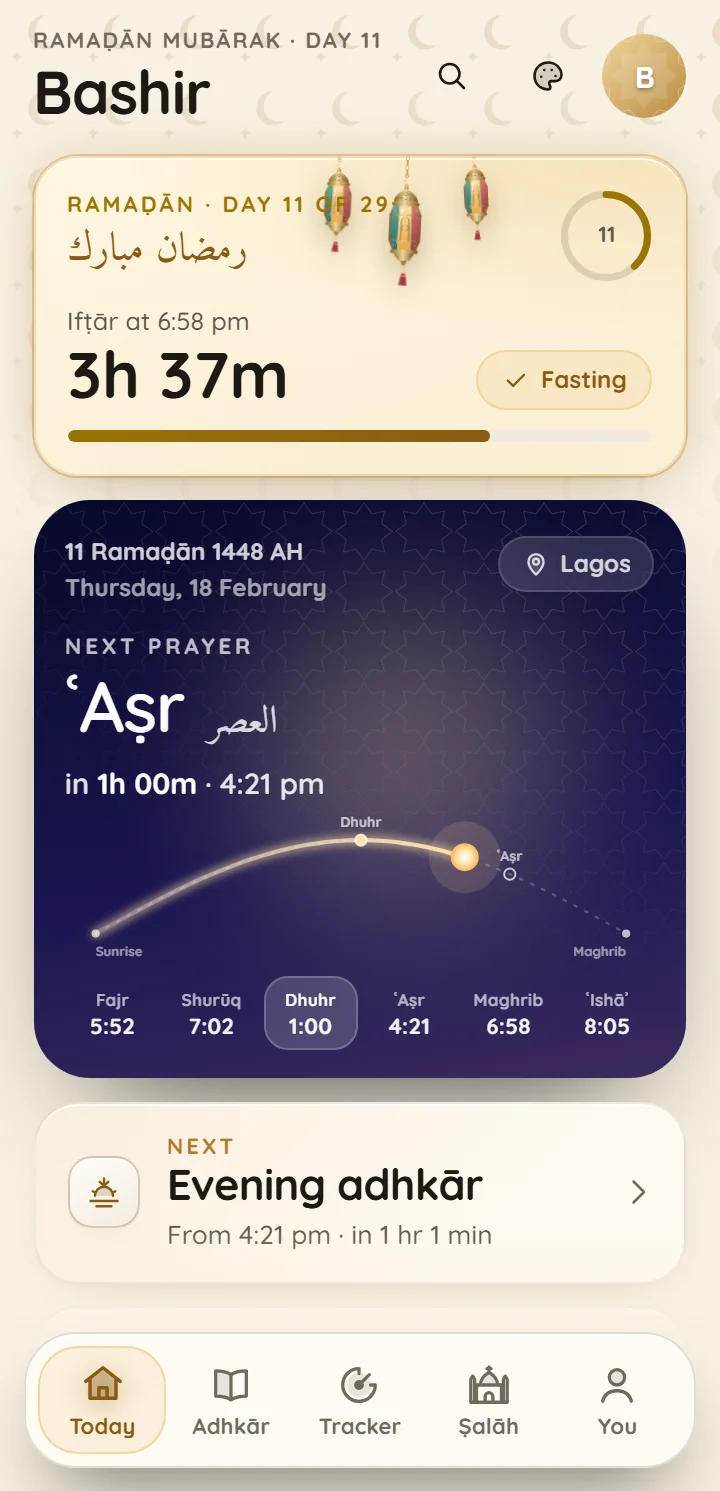 RAMAḌĀN MUBĀRAK · DAY 11
Bashir
B
RAMAḌĀN · DAY 11 OF 29
رمضان مبارك
11
Ifṭār at 6:58 pm
3h 37m
Fasting
11 Ramaḍān 1448 AH
Thursday, 18 February
Lagos
NEXT PRAYER
ʿAṣr العصر
in 1h 00m · 4:21 pm
Dhuhr
ʿAṣr
Sunrise
Maghrib
Fajr Shurūq Dhuhr ʿAṣr Maghrib ʿIshāʾ
5:52 7:02 1:00 4:21 6:58 8:05
NEXT
Evening adhkār
From 4:21 pm · in 1 hr 1 min
Today Adhkār Tracker Ṣalāh You